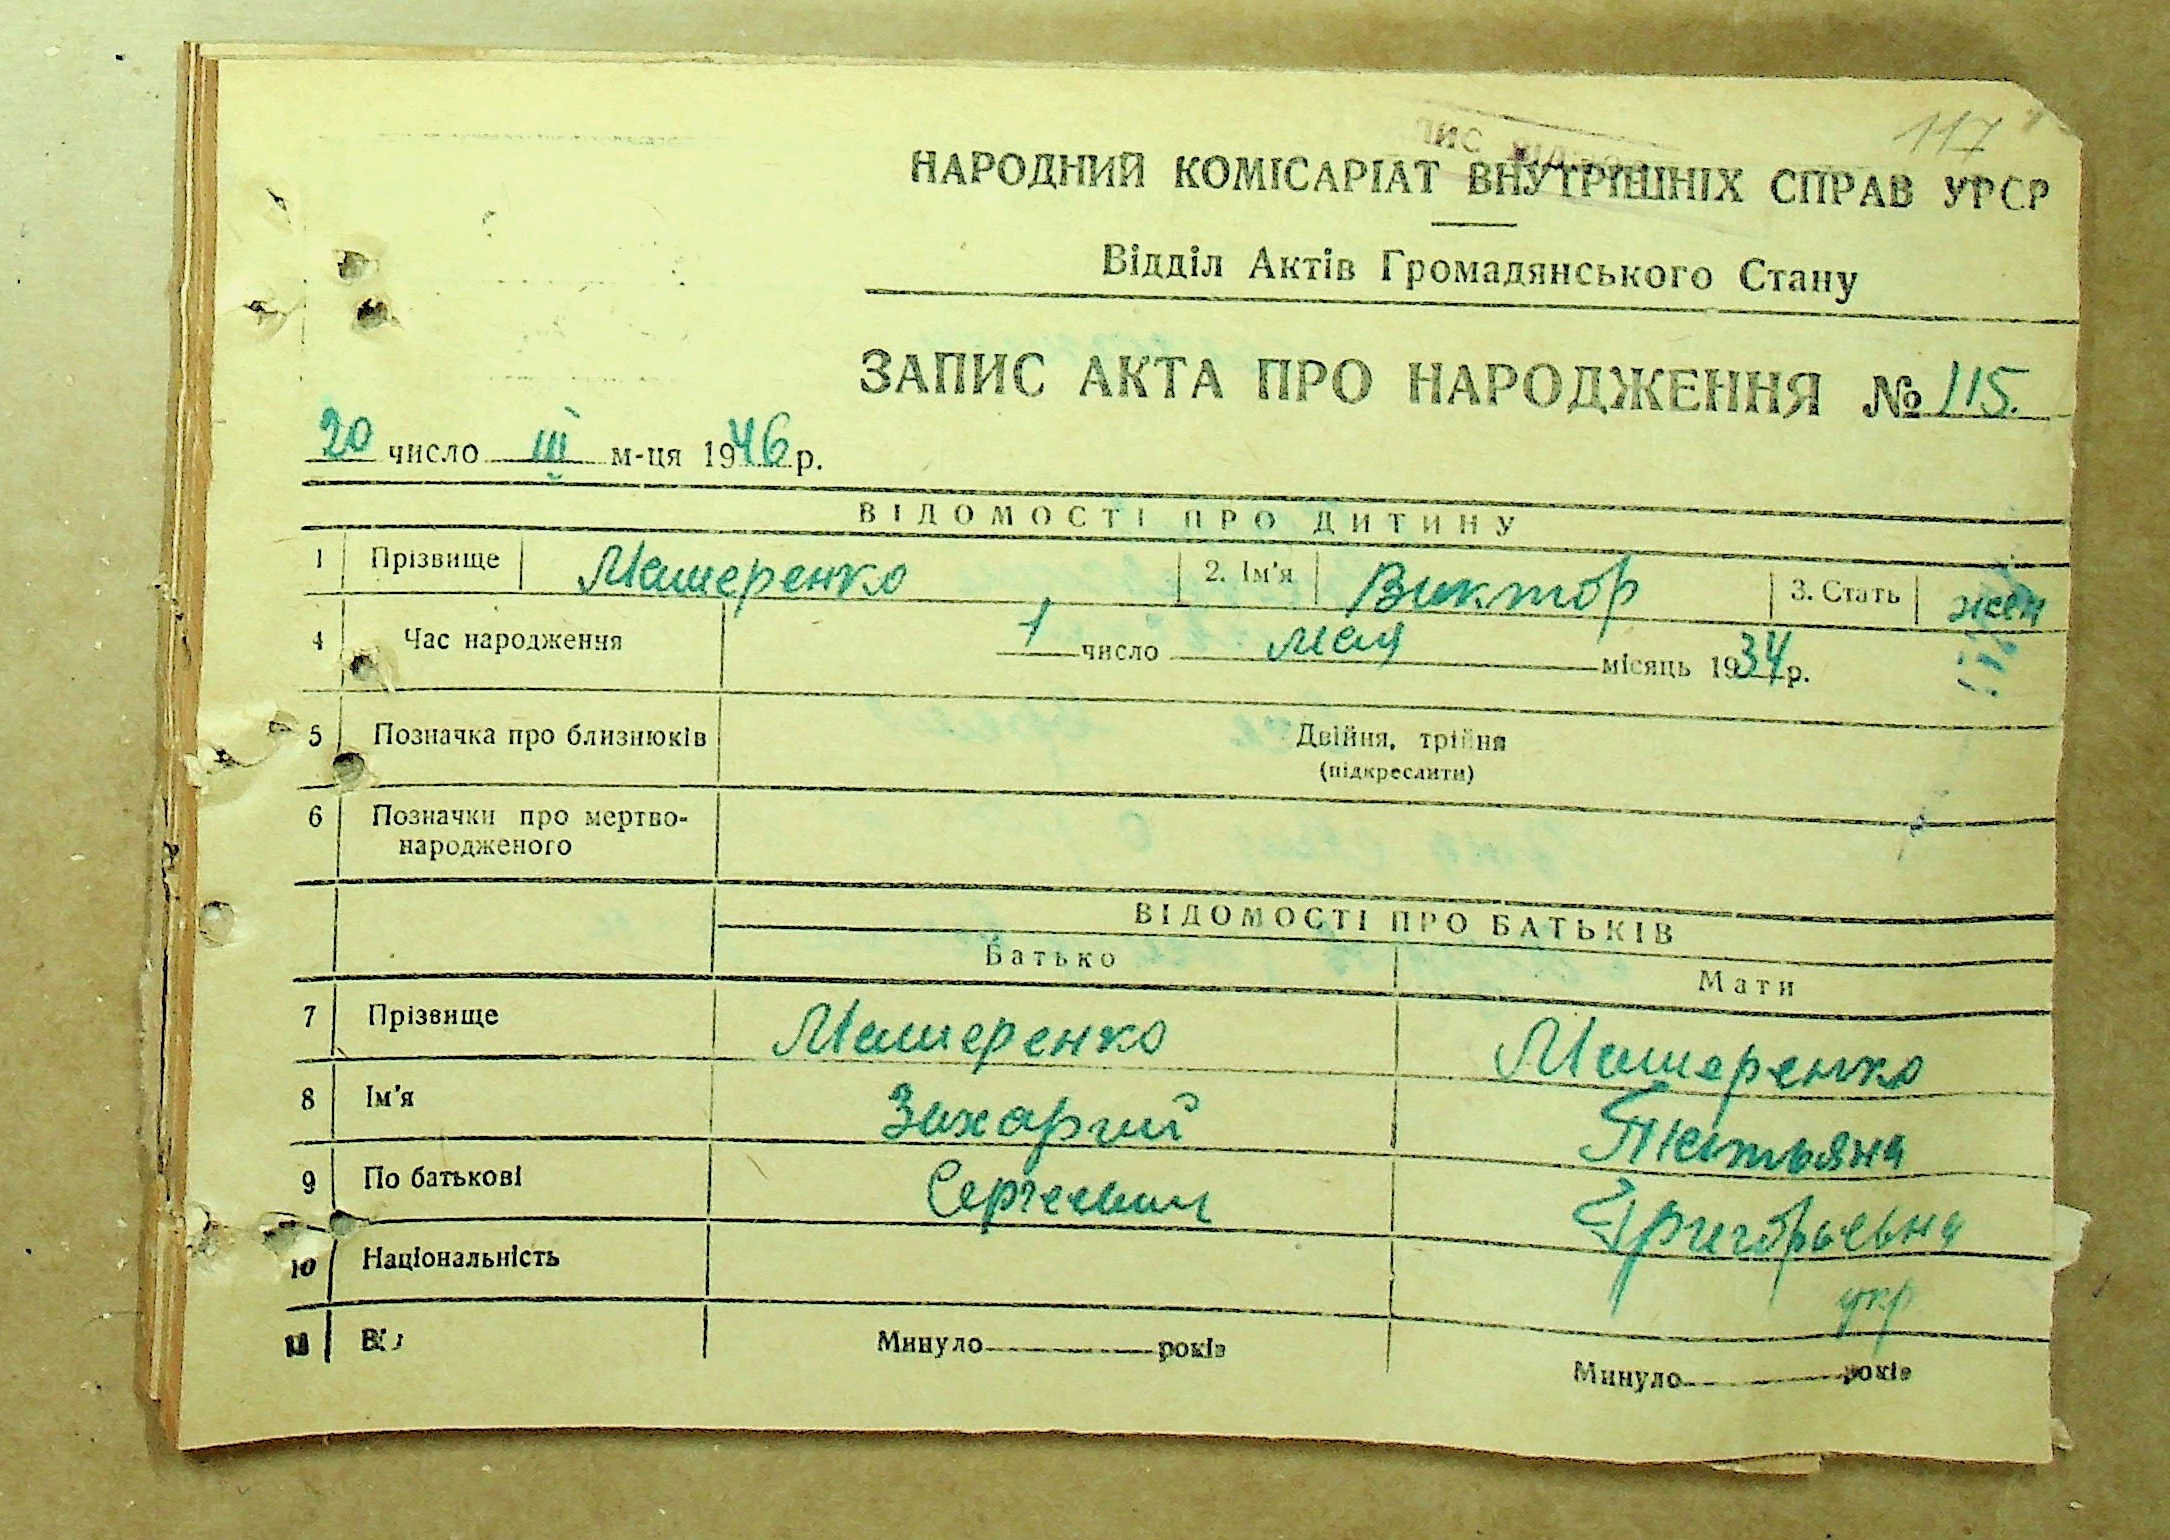 117
НАРОДНИЙ КОМІСАРІАТ ВНУТРІШНІХ СПРАВ УРСР
Відділ Актів Громадянського Стану
ЗАПИС АКТА ПРО НАРОДЖЕННЯ № 115.
20 число III м-ця 1946 р.
ВІДОМОСТІ ПРО ДИТИНУ
1 Прізвище Машеренко 2. Ім'я Виктор 3. Стать жен
4 Час народження 1 число мая місяць 1934 р.
5 Позначка про близнюків Двійня, трійня
(підкреслити)
6 Позначки про мертво-
народженого
ВІДОМОСТІ ПРО БАТЬКІВ
Батько Мати
7 Прізвище Машеренко Машеренко
8 Ім'я Захарий Татьяна
9 По батькові Сергеевич Григорьевна
10 Національність укр
11 Минуло років Минуло років